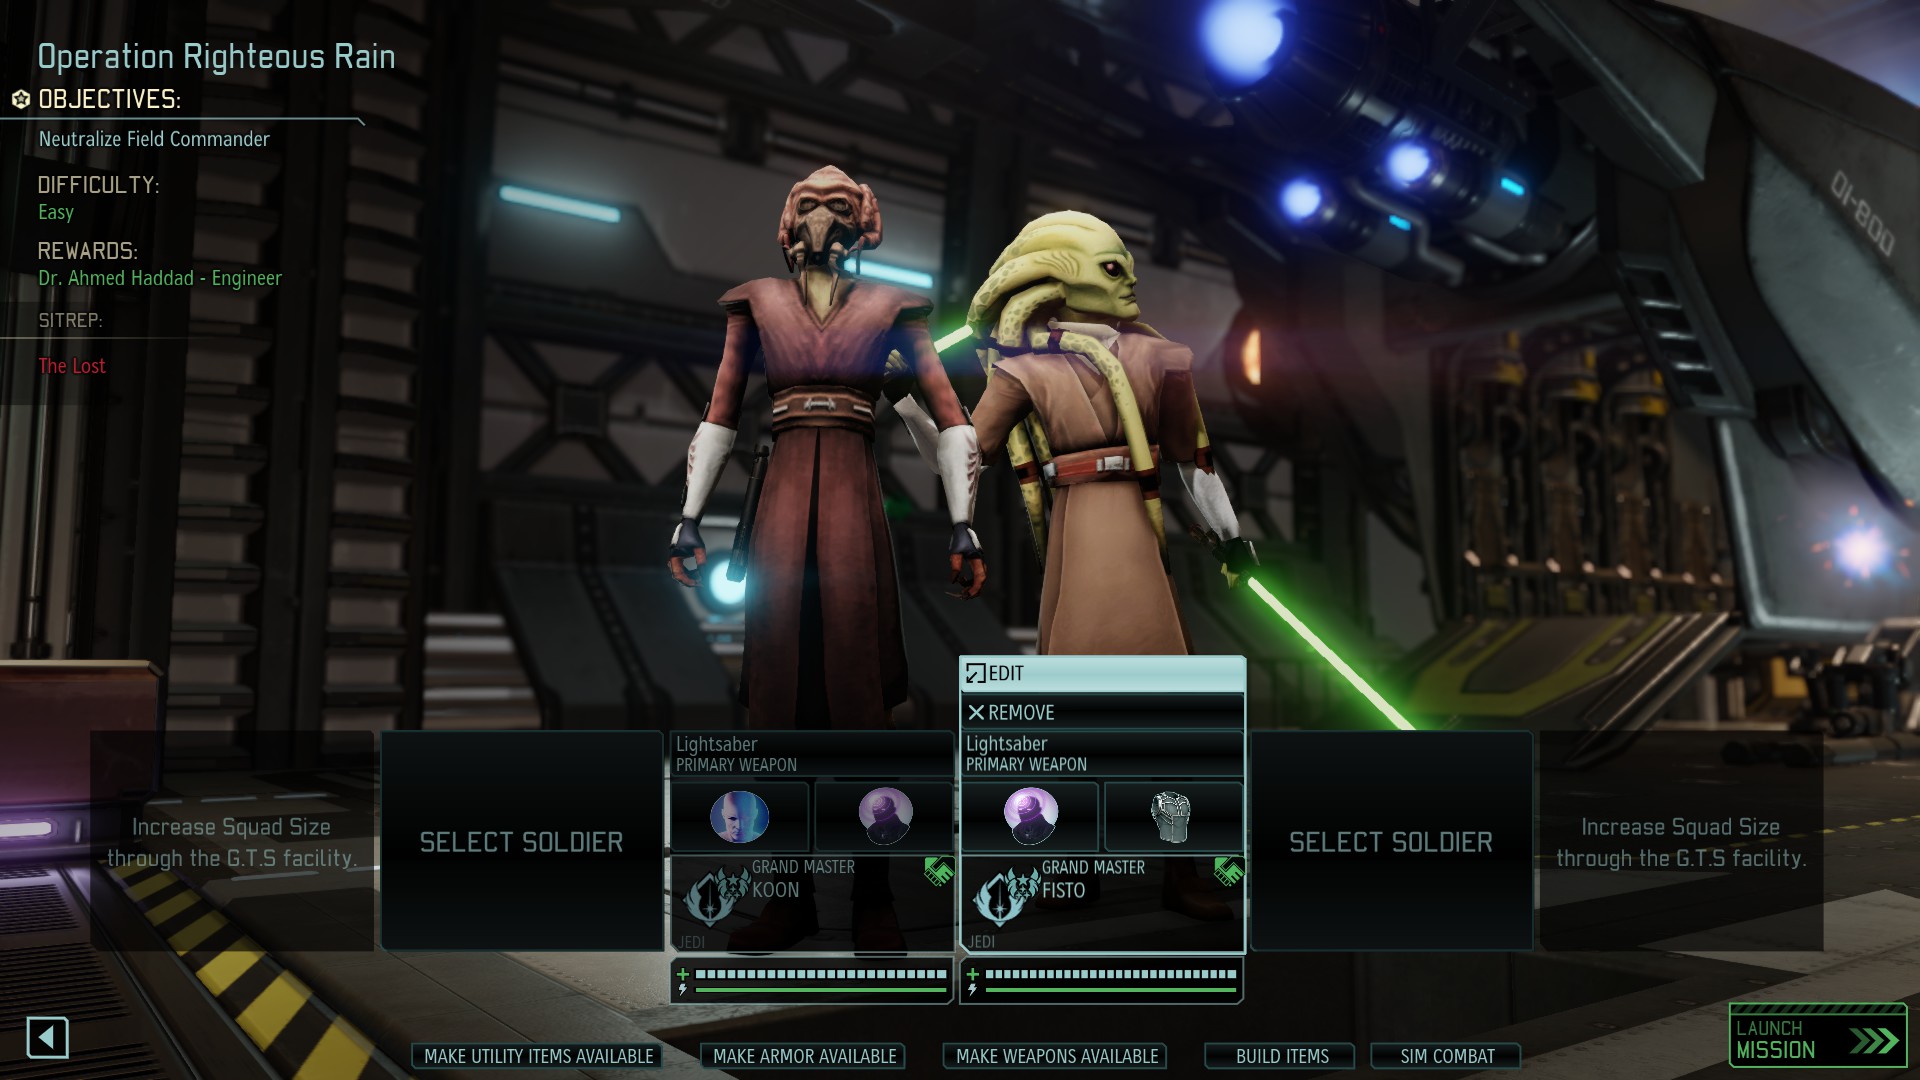 Operation Righteous Rain
OBJECTIVES:
Neutralize Field Commander
DIFFICULTY:
Easy
REWARDS:
Dr. Ahmed Haddad - Engineer
SITREP:
The Lost
DI-800
EDIT
REMOVE
Lightsaber
PRIMARY WEAPON
Lightsaber
PRIMARY WEAPON
Increase Squad Size
through the G.T.S facility.
SELECT SOLDIER
GRAND MASTER
KOON
JEDI
GRAND MASTER
FISTO
JEDI
SELECT SOLDIER
Increase Squad Size
through the G.T.S facility.
MAKE UTILITY ITEMS AVAILABLE
MAKE ARMOR AVAILABLE
MAKE WEAPONS AVAILABLE
BUILD ITEMS
SIM COMBAT
LAUNCH
MISSION